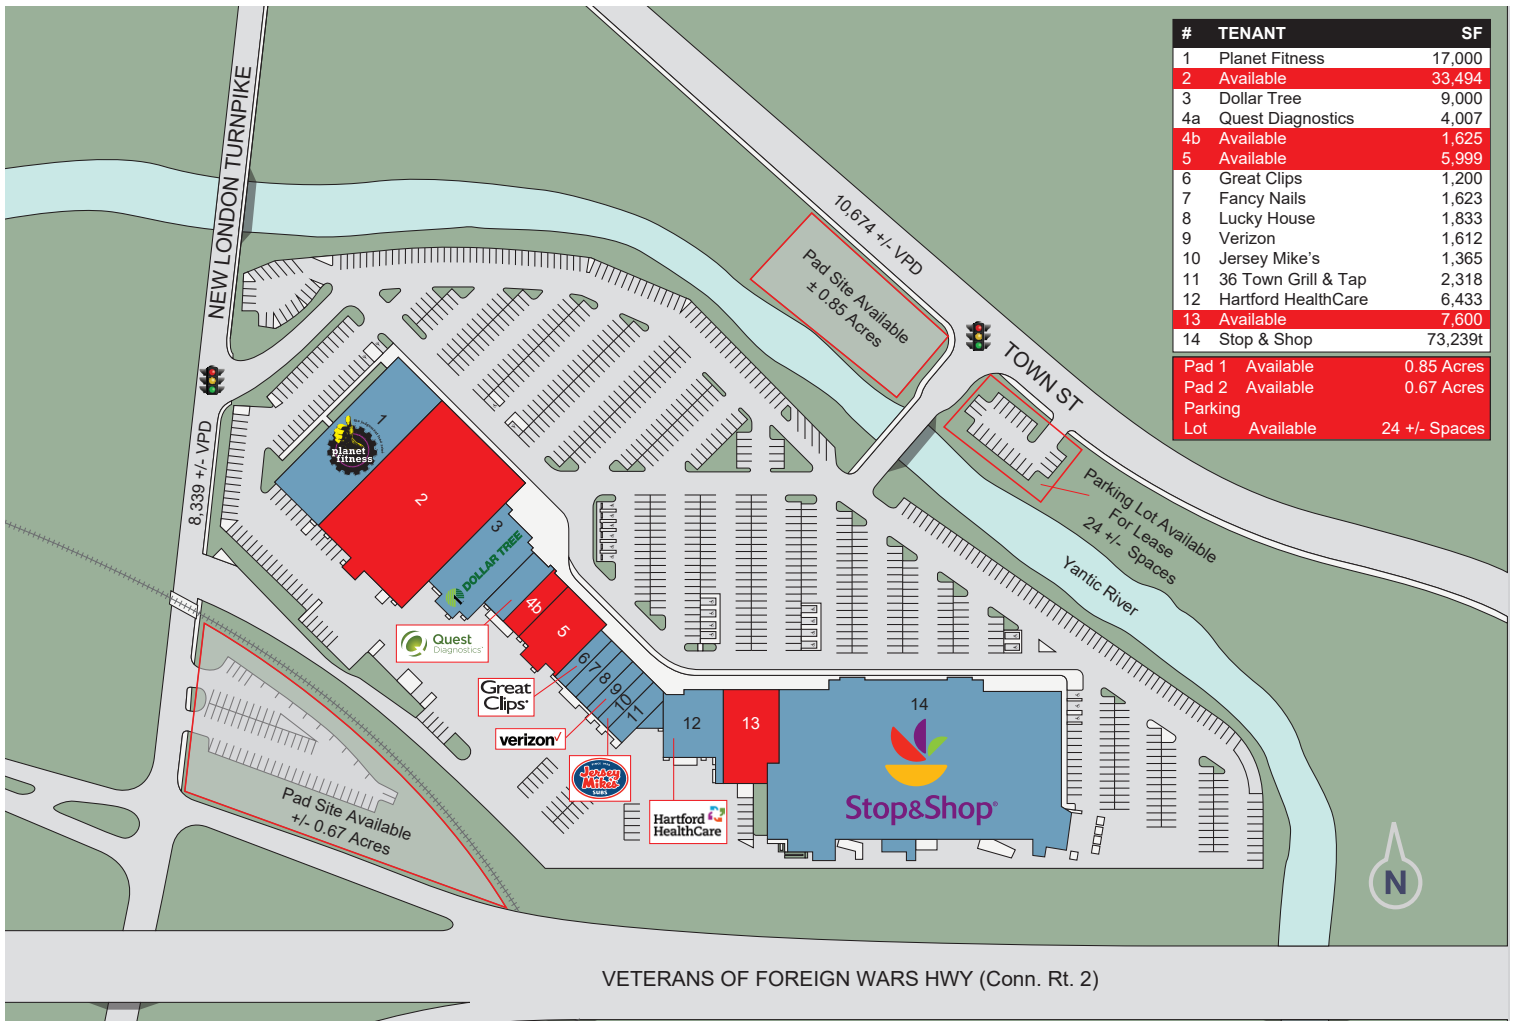 # TENANT SF
1 Planet Fitness 17,000
2 Available 33,494
3 Dollar Tree 9,000
4a Quest Diagnostics 4,007
4b Available 1,625
5 Available 5,999
6 Great Clips 1,200
7 Fancy Nails 1,623
8 Lucky House 1,833
9 Verizon 1,612
10 Jersey Mike's 1,365
11 36 Town Grill & Tap 2,318
12 Hartford HealthCare 6,433
13 Available 7,600
14 Stop & Shop 73,239t
Pad 1 Available 0.85 Acres
Pad 2 Available 0.67 Acres
Parking
Lot Available 24 +/- Spaces
NEW LONDON TURNPIKE
8,339 +/- VPD
10,674 +/- VPD
TOWN ST
Pad Site Available
± 0.85 Acres
Parking Lot Available
For Lease
24 +/- Spaces
Yantic River
1
planet
fitness
2
3
DOLLAR TREE
4b
5
Quest
Diagnostics
6
7
8
9
10
11
Great
Clips
verizon
Jersey
Mike's
SUBS
12
Hartford
HealthCare
13
14
Stop&Shop
Pad Site Available
+/- 0.67 Acres
N
VETERANS OF FOREIGN WARS HWY (Conn. Rt. 2)